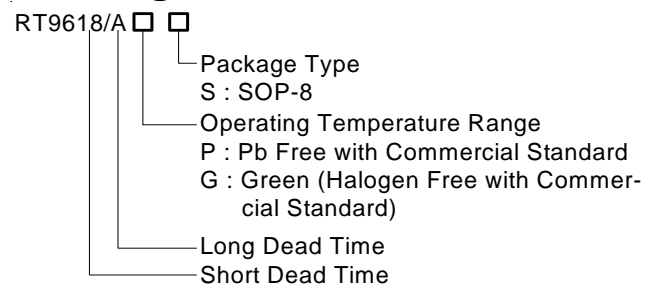 RT9618/A
Package Type
S : SOP-8
Operating Temperature Range
P : Pb Free with Commercial Standard
G : Green (Halogen Free with Commer-
cial Standard)
Long Dead Time
Short Dead Time